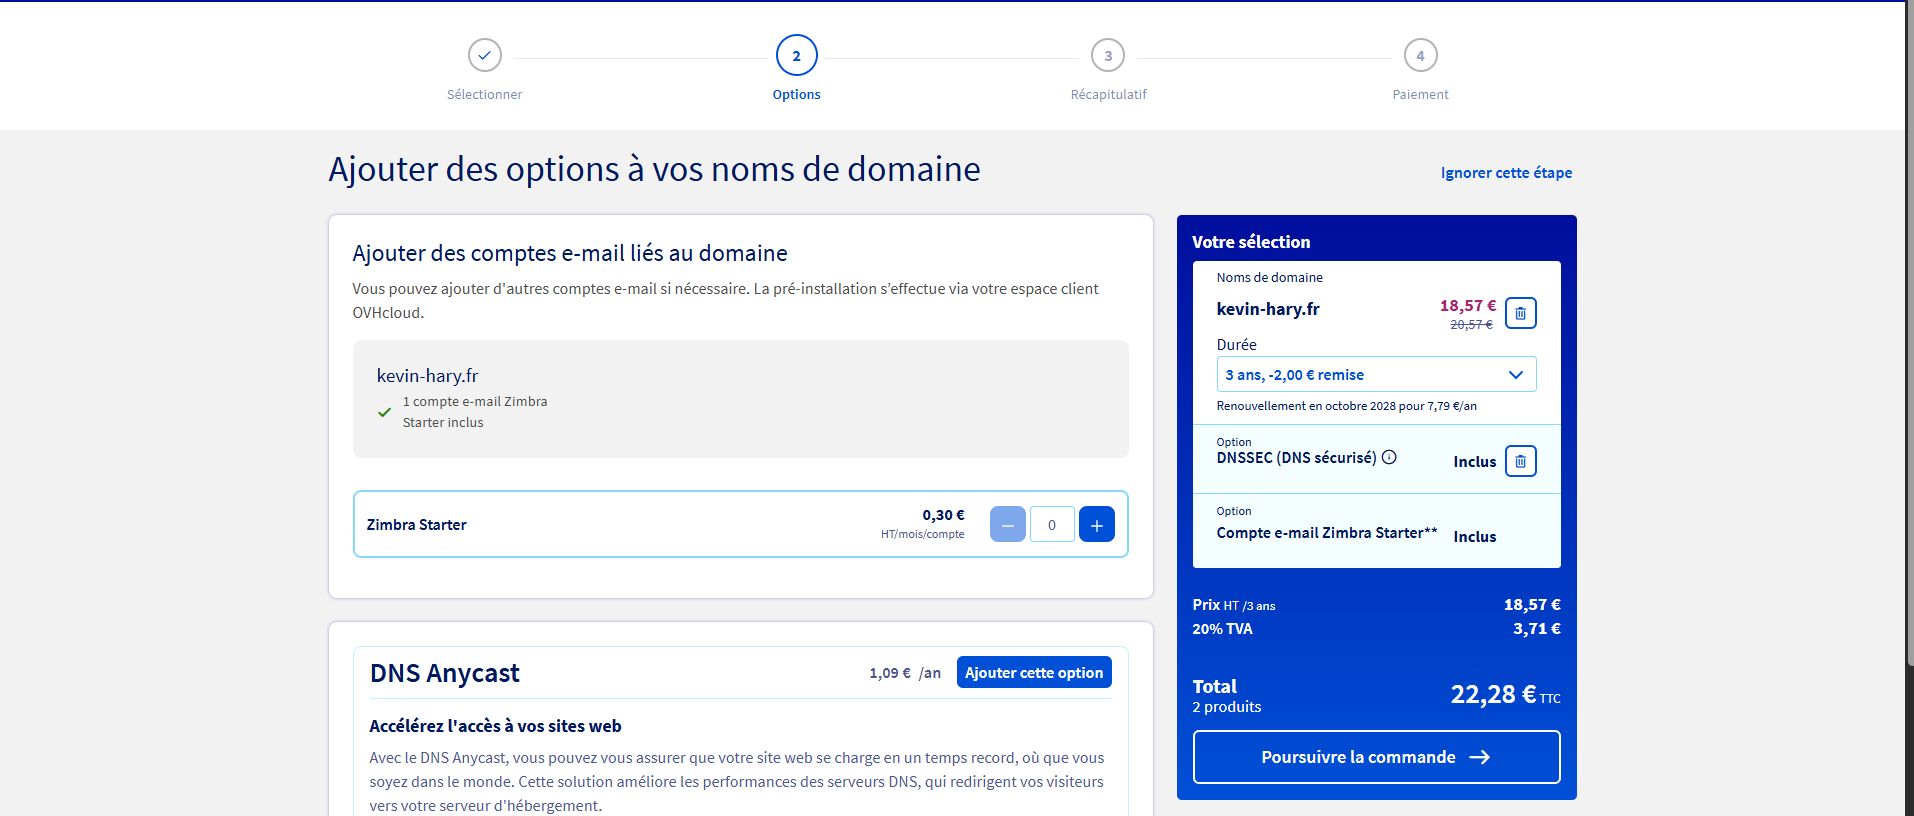 2
3
4
Sélectionner
Options
Récapitulatif
Paiement
Ajouter des options à vos noms de domaine
Ignorer cette étape
Ajouter des comptes e-mail liés au domaine
Vous pouvez ajouter d'autres comptes e-mail si nécessaire. La pré-installation s’effectue via votre espace client
OVHcloud.
kevin-hary.fr
1 compte e-mail Zimbra
Starter inclus
Zimbra Starter
0,30 €
HT/mois/compte
0
DNS Anycast
1,09 € /an
Ajouter cette option
Accélérez l'accès à vos sites web
Avec le DNS Anycast, vous pouvez vous assurer que votre site web se charge en un temps record, où que vous
soyez dans le monde. Cette solution améliore les performances des serveurs DNS, qui redirigent vos visiteurs
vers votre serveur d'hébergement.
Votre sélection
Noms de domaine
kevin-hary.fr
18,57 €
20,57 €
Durée
3 ans, -2,00 € remise
Renouvellement en octobre 2028 pour 7,79 €/an
Option
DNSSEC (DNS sécurisé)
Inclus
Option
Compte e-mail Zimbra Starter**
Inclus
Prix HT /3 ans
18,57 €
20% TVA
3,71 €
Total
2 produits
22,28 € TTC
Poursuivre la commande